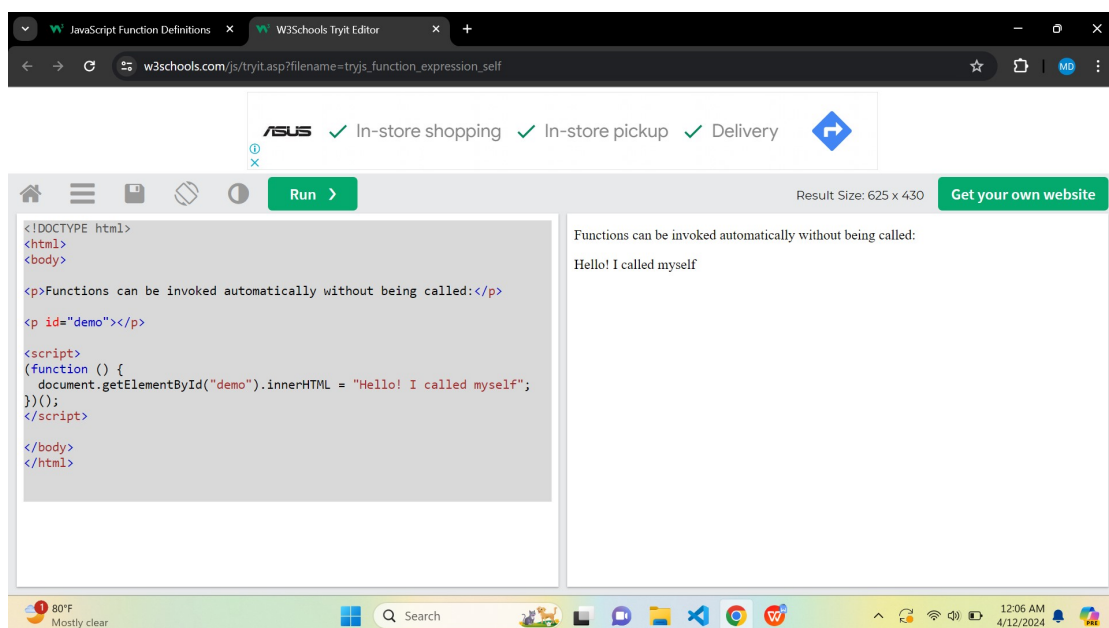 JavaScript Function Definitions
W3Schools Tryit Editor
w3schools.com/js/tryit.asp?filename=tryjs_function_expression_self
MD
ASUS In-store shopping In-store pickup Delivery
Run
Result Size: 625 x 430
Get your own website
<!DOCTYPE html>
<html>
<body>
<p>Functions can be invoked automatically without being called:</p>
<p id="demo"></p>
<script>
(function () {
document.getElementById("demo").innerHTML = "Hello! I called myself";
})();
</script>
</body>
</html>
Functions can be invoked automatically without being called:
Hello! I called myself
1
80°F
Mostly clear
Search
12:06 AM
4/12/2024
PRE